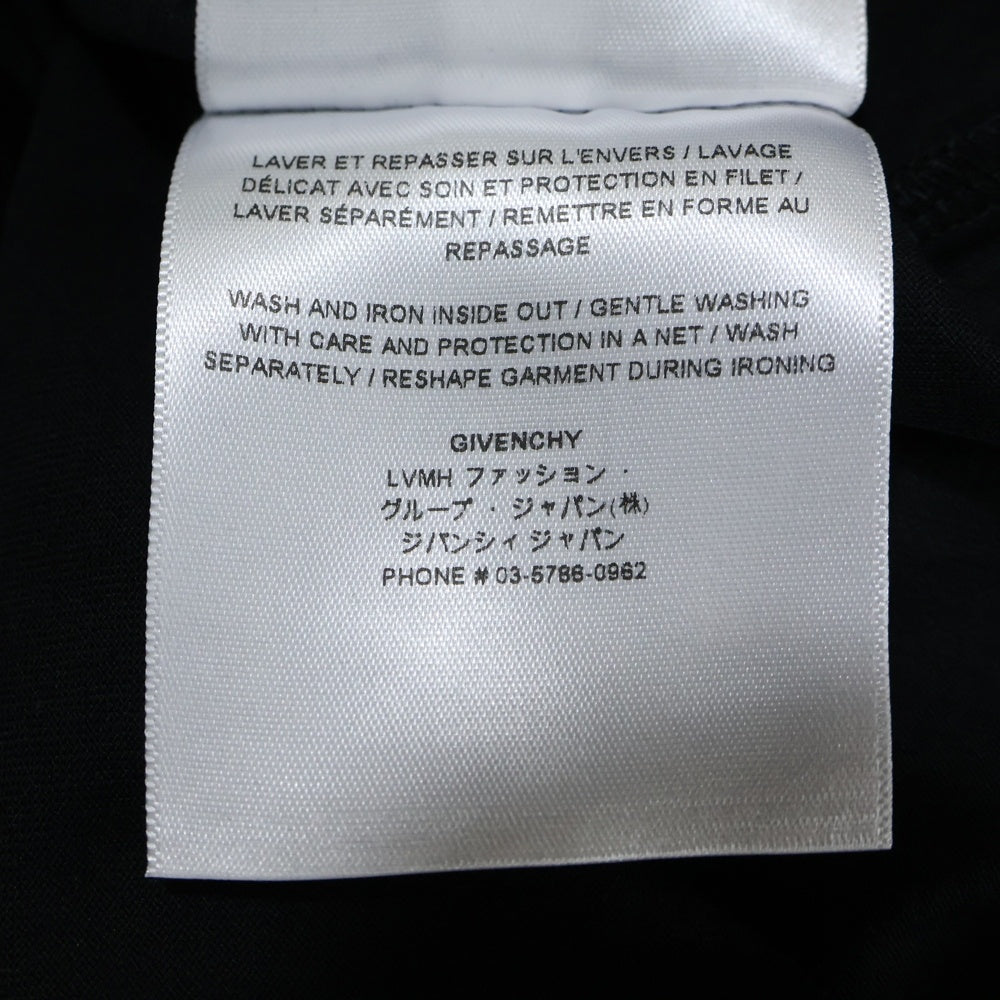 LAVER ET REPASSER SUR L'ENVERS / LAVAGE
DÉLICAT AVEC SOIN ET PROTECTION EN FILET /
LAVER SÉPARÉMENT / REMETTRE EN FORME AU
REPASSAGE
WASH AND IRON INSIDE OUT / GENTLE WASHING
WITH CARE AND PROTECTION IN A NET / WASH
SEPARATELY / RESHAPE GARMENT DURING IRONING
GIVENCHY
LVMH ファッション ・
グループ ・ ジャパン(株)
ジバンシィ ジャパン
PHONE # 03-5786-0962